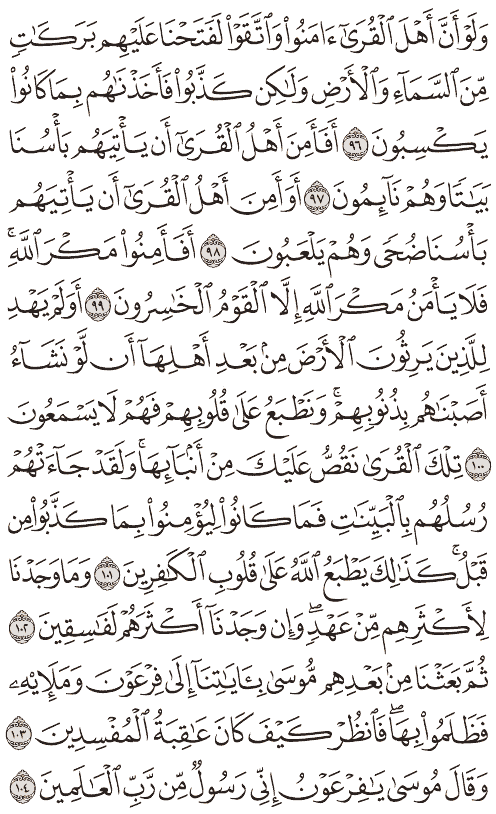 وَلَوْ أَنَّ أَهْلَ ٱلْقُرَىٰٓ ءَامَنُوا۟ وَٱتَّقَوْا۟ لَفَتَحْنَا عَلَيْهِم بَرَكَٰتٍ
مِّنَ ٱلسَّمَآءِ وَٱلْأَرْضِ وَلَٰكِن كَذَّبُوا۟ فَأَخَذْنَٰهُم بِمَا كَانُوا۟
يَكْسِبُونَ ٩٦ أَفَأَمِنَ أَهْلُ ٱلْقُرَىٰٓ أَن يَأْتِيَهُم بَأْسُنَا
بَيَٰتًا وَهُمْ نَآئِمُونَ ٩٧ أَوَأَمِنَ أَهْلُ ٱلْقُرَىٰٓ أَن يَأْتِيَهُم
بَأْسُنَا ضُحًى وَهُمْ يَلْعَبُونَ ٩٨ أَفَأَمِنُوا۟ مَكْرَ ٱللَّهِ ۚ
فَلَا يَأْمَنُ مَكْرَ ٱللَّهِ إِلَّا ٱلْقَوْمُ ٱلْخَٰسِرُونَ ٩٩ أَوَلَمْ يَهْدِ
لِلَّذِينَ يَرِثُونَ ٱلْأَرْضَ مِنۢ بَعْدِ أَهْلِهَآ أَن لَّوْ نَشَآءُ
أَصَبْنَٰهُم بِذُنُوبِهِمْ ۚ وَنَطْبَعُ عَلَىٰ قُلُوبِهِمْ فَهُمْ لَا يَسْمَعُونَ
١٠٠ تِلْكَ ٱلْقُرَىٰ نَقُصُّ عَلَيْكَ مِنْ أَنۢبَآئِهَا ۚ وَلَقَدْ جَآءَتْهُمْ
رُسُلُهُم بِٱلْبَيِّنَٰتِ فَمَا كَانُوا۟ لِيُؤْمِنُوا۟ بِمَا كَذَّبُوا۟ مِن
قَبْلُ ۚ كَذَٰلِكَ يَطْبَعُ ٱللَّهُ عَلَىٰ قُلُوبِ ٱلْكَٰفِرِينَ ١٠١ وَمَا وَجَدْنَا
لِأَكْثَرِهِم مِّنْ عَهْدٍ ۖ وَإِن وَجَدْنَآ أَكْثَرَهُمْ لَفَٰسِقِينَ ١٠٢
ثُمَّ بَعَثْنَا مِنۢ بَعْدِهِم مُّوسَىٰ بِـَٔايَٰتِنَآ إِلَىٰ فِرْعَوْنَ وَمَلَإِي۟هِۦ
فَظَلَمُوا۟ بِهَا ۖ فَٱنظُرْ كَيْفَ كَانَ عَٰقِبَةُ ٱلْمُفْسِدِينَ ١٠٣
وَقَالَ مُوسَىٰ يَٰفِرْعَوْنُ إِنِّى رَسُولٌ مِّن رَّبِّ ٱلْعَٰلَمِينَ ١٠٤